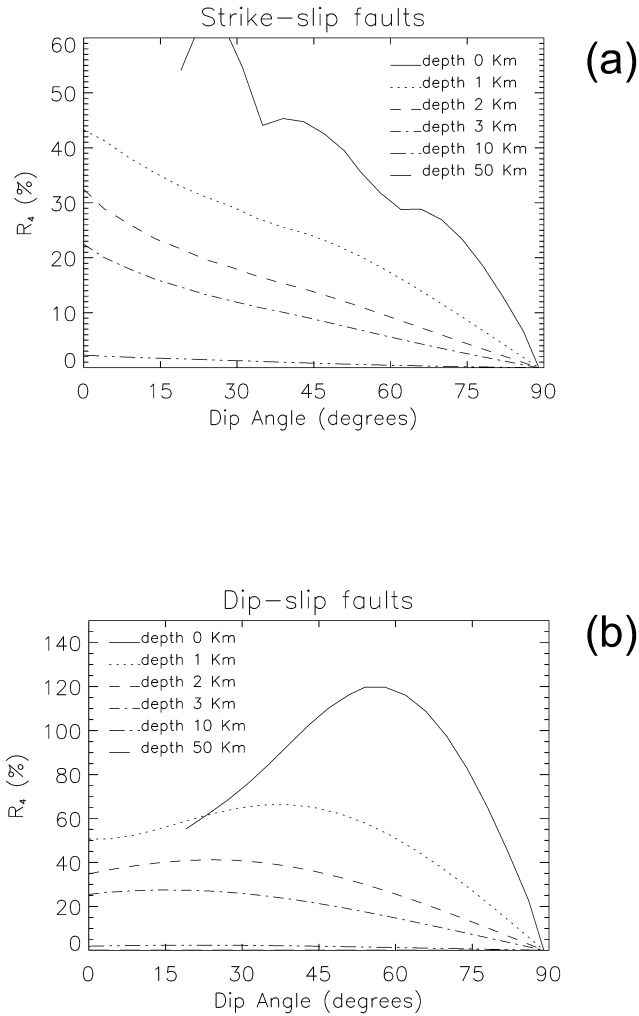 Strike-slip faults
(a)
60
50
40
30
20
10
0
R4 (%)
depth 0 Km
depth 1 Km
depth 2 Km
depth 3 Km
depth 10 Km
depth 50 Km
0 15 30 45 60 75 90
Dip Angle (degrees)
Dip-slip faults
(b)
140
120
100
80
60
40
20
0
R4 (%)
depth 0 Km
depth 1 Km
depth 2 Km
depth 3 Km
depth 10 Km
depth 50 Km
0 15 30 45 60 75 90
Dip Angle (degrees)